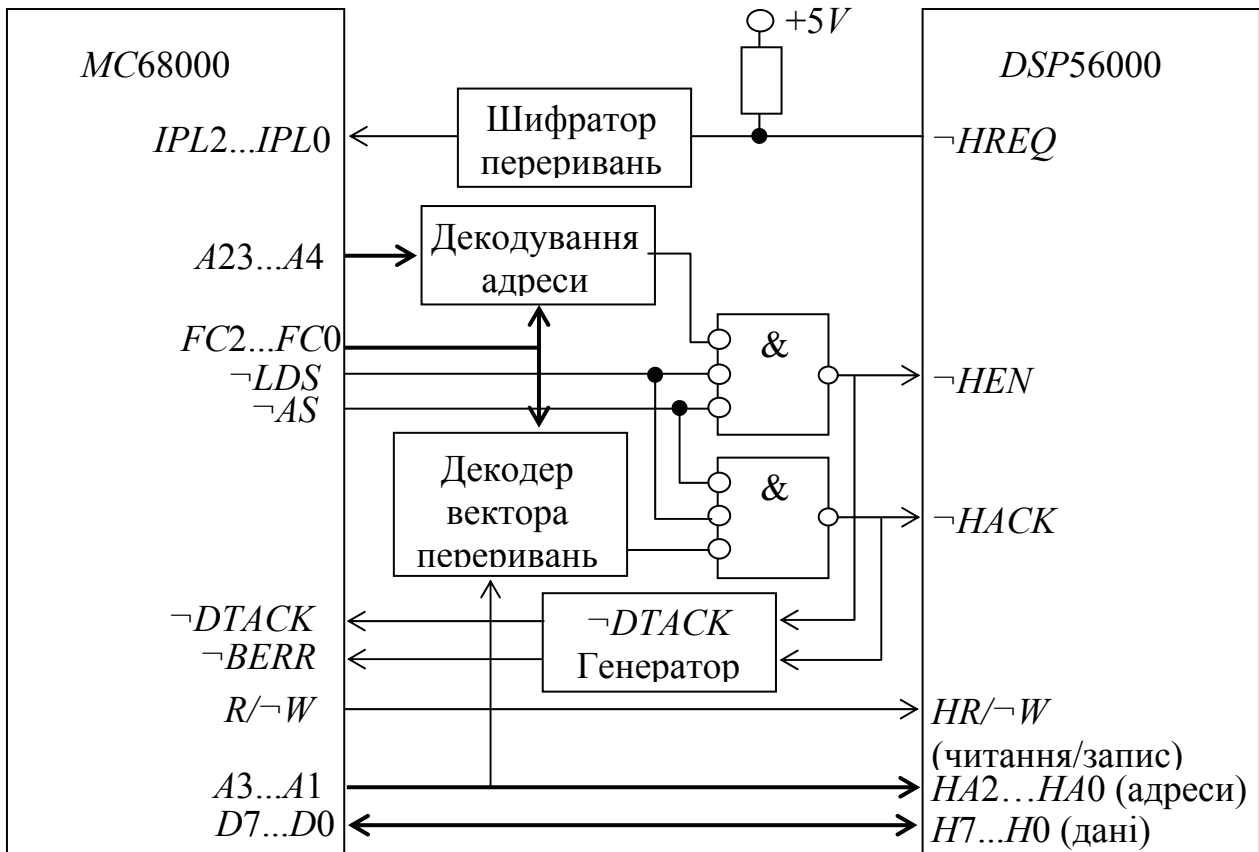 +5V
MC68000
DSP56000
Шифратор
переривань
IPL2...IPL0
¬HREQ
Декодування
адреси
A23...A4
FC2...FC0
&
¬LDS
¬HEN
¬AS
Декодер
вектора
переривань
&
¬HACK
¬DTACK
¬DTACK
Генератор
¬BERR
R/¬W
HR/¬W
(читання/запис)
A3...A1
HA2...HA0 (адреси)
D7...D0
H7...H0 (дані)